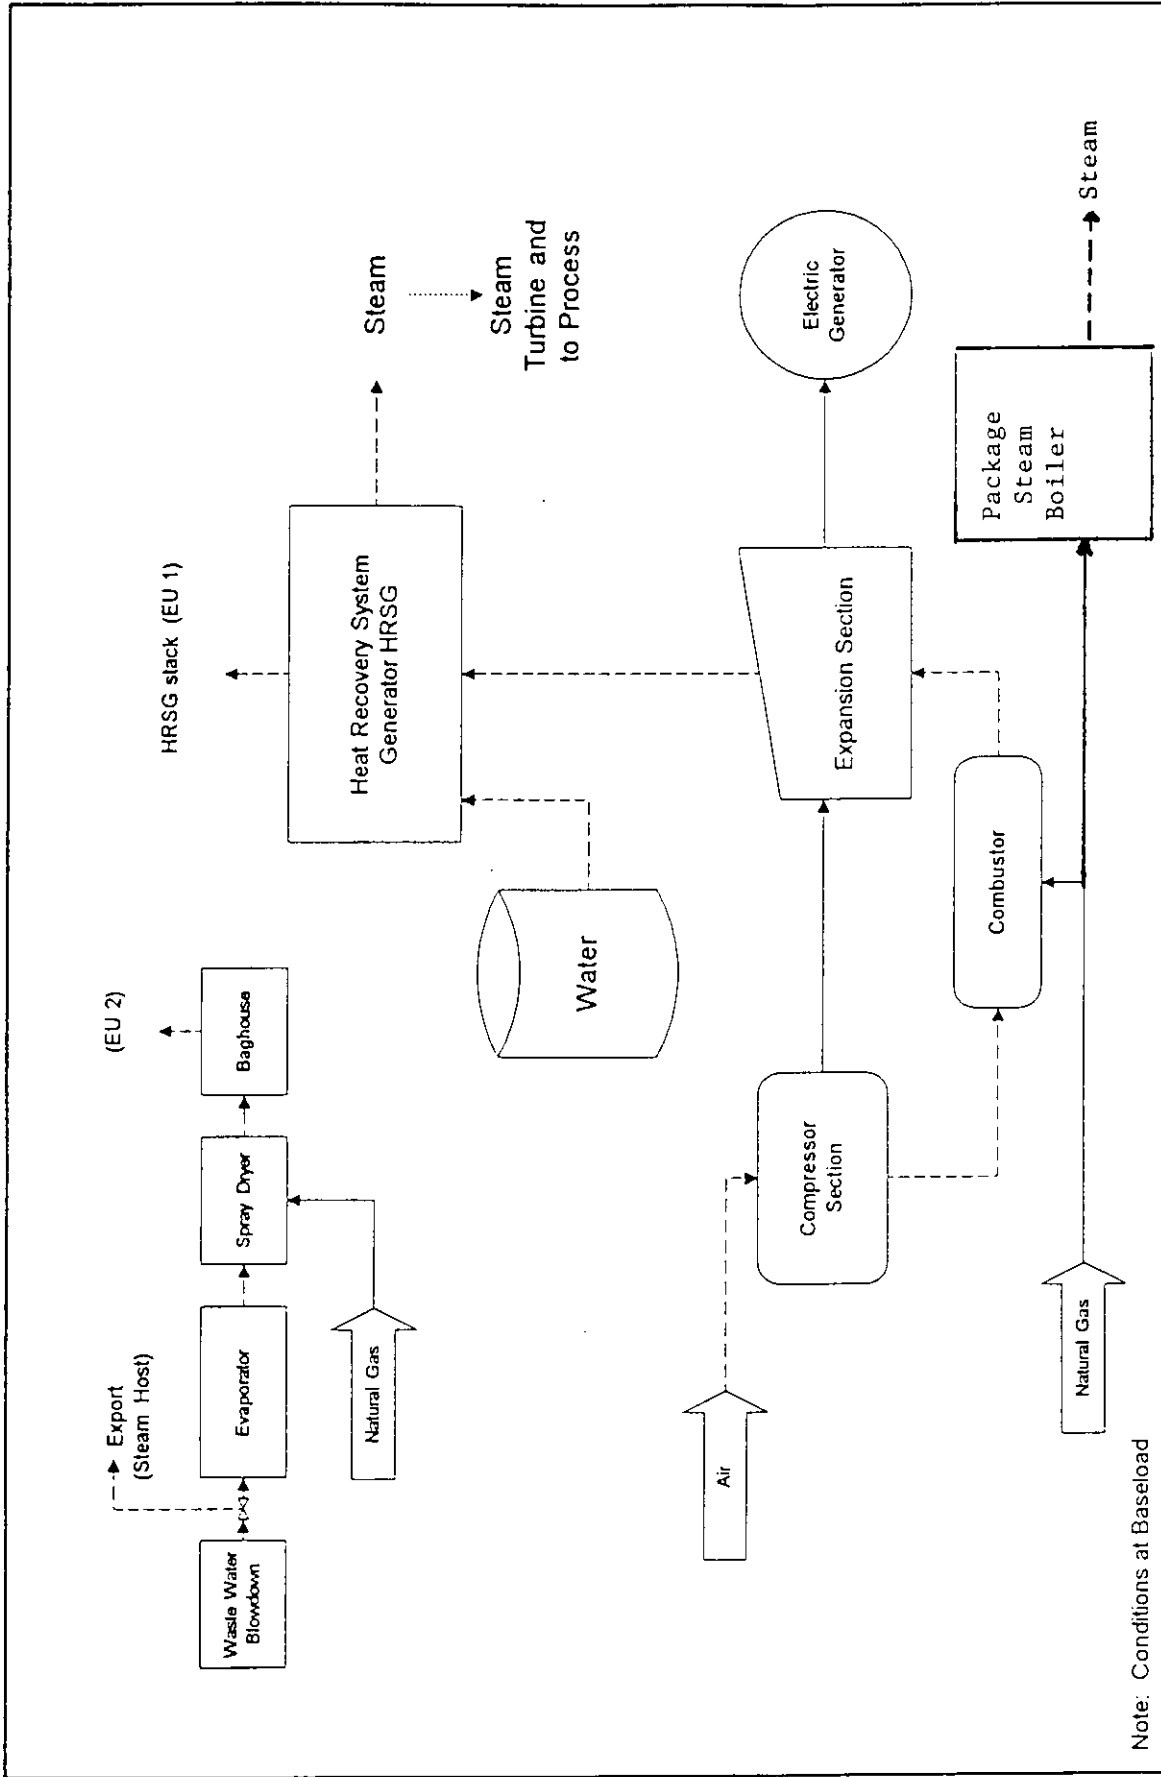 Export
(Steam Host)
Waste Water
Blowdown
Evaporator
Spray Dryer
Baghouse
(EU 2)
Natural Gas
HRSG stack (EU 1)
Heat Recovery System
Generator HRSG
Steam
Steam
Turbine and
to Process
Water
Air
Compressor
Section
Expansion Section
Electric
Generator
Combustor
Natural Gas
Package
Steam
Boiler
Steam
Note: Conditions at Baseload